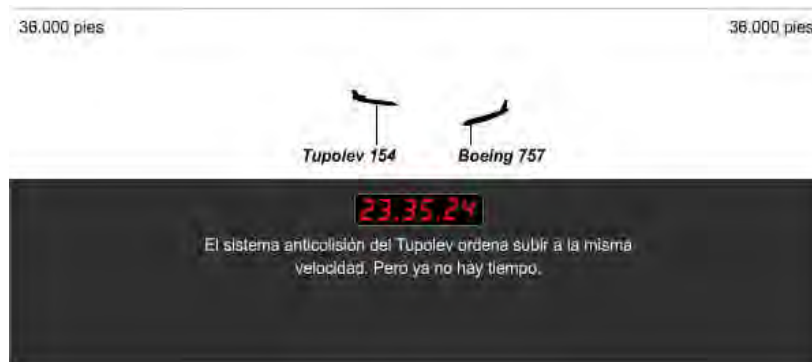 36.000 pies 36.000 pies
Tupolev 154 Boeing 757
23.35.24
El sistema anticolisión del Tupolev ordena subir a la misma
velocidad. Pero ya no hay tiempo.